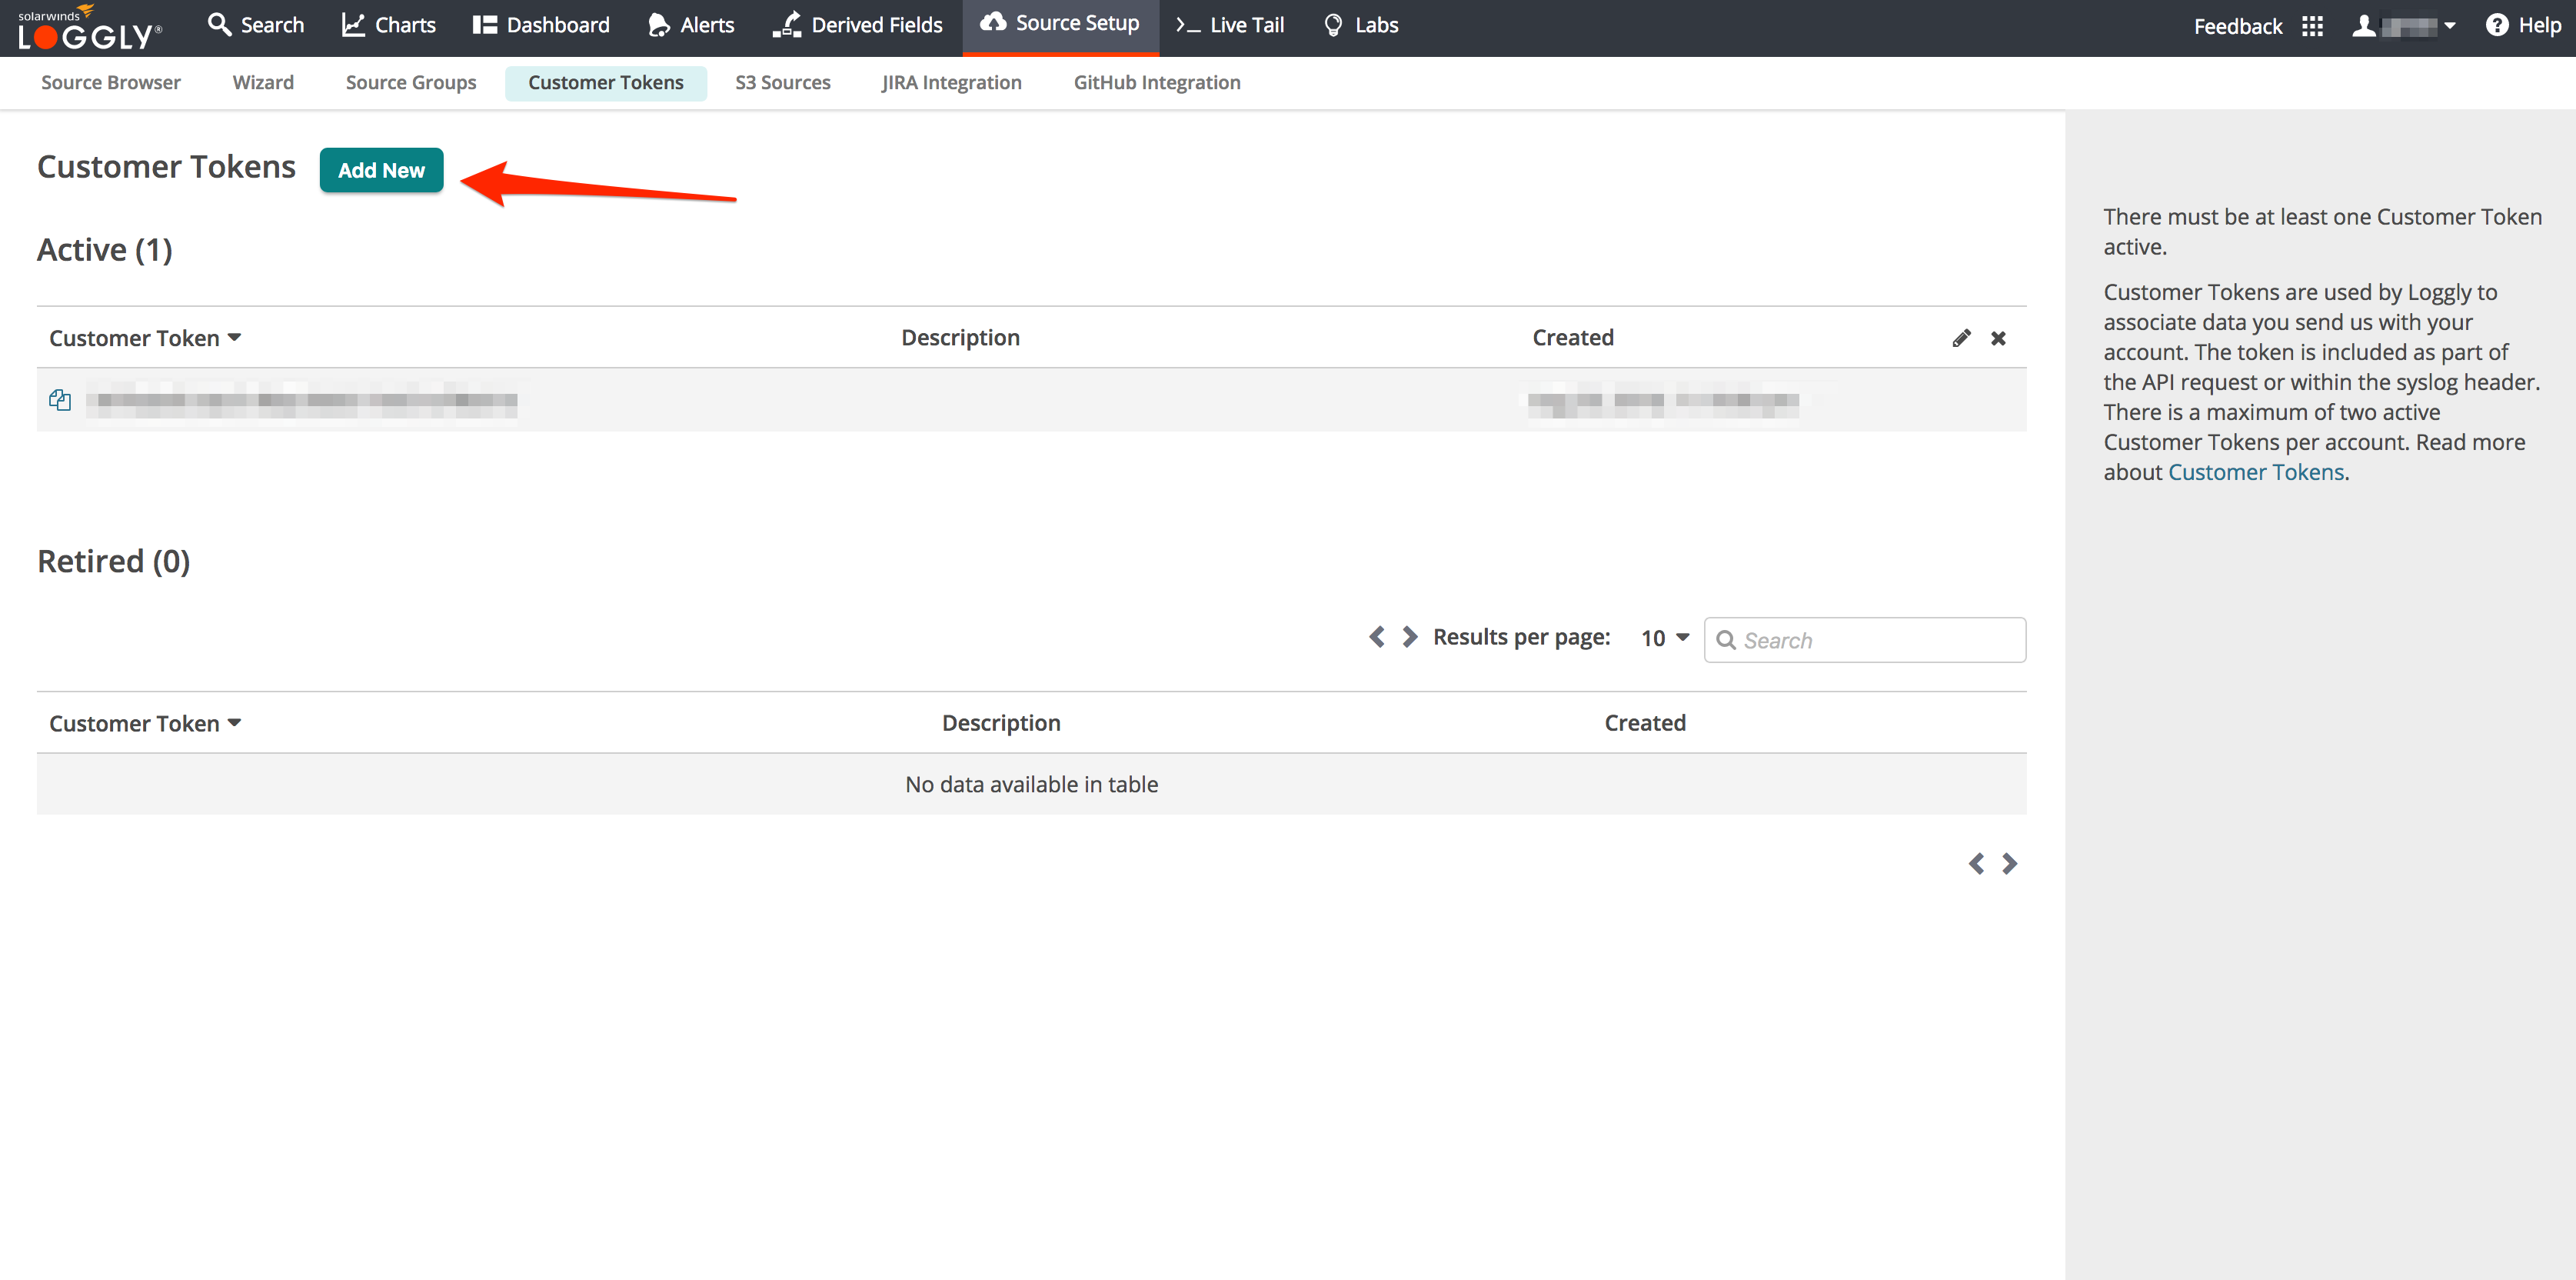 solarwinds
LOGGLY®
Search
Charts
Dashboard
Alerts
Derived Fields
Source Setup
Live Tail
Labs
Feedback
Help
Source Browser
Wizard
Source Groups
Customer Tokens
S3 Sources
JIRA Integration
GitHub Integration
Customer Tokens
Add New
Active (1)
Customer Token
Description
Created
Retired (0)
Results per page:
10
Search
Customer Token
Description
Created
No data available in table
There must be at least one Customer Token
active.
Customer Tokens are used by Loggly to
associate data you send us with your
account. The token is included as part of
the API request or within the syslog header.
There is a maximum of two active
Customer Tokens per account. Read more
about Customer Tokens.